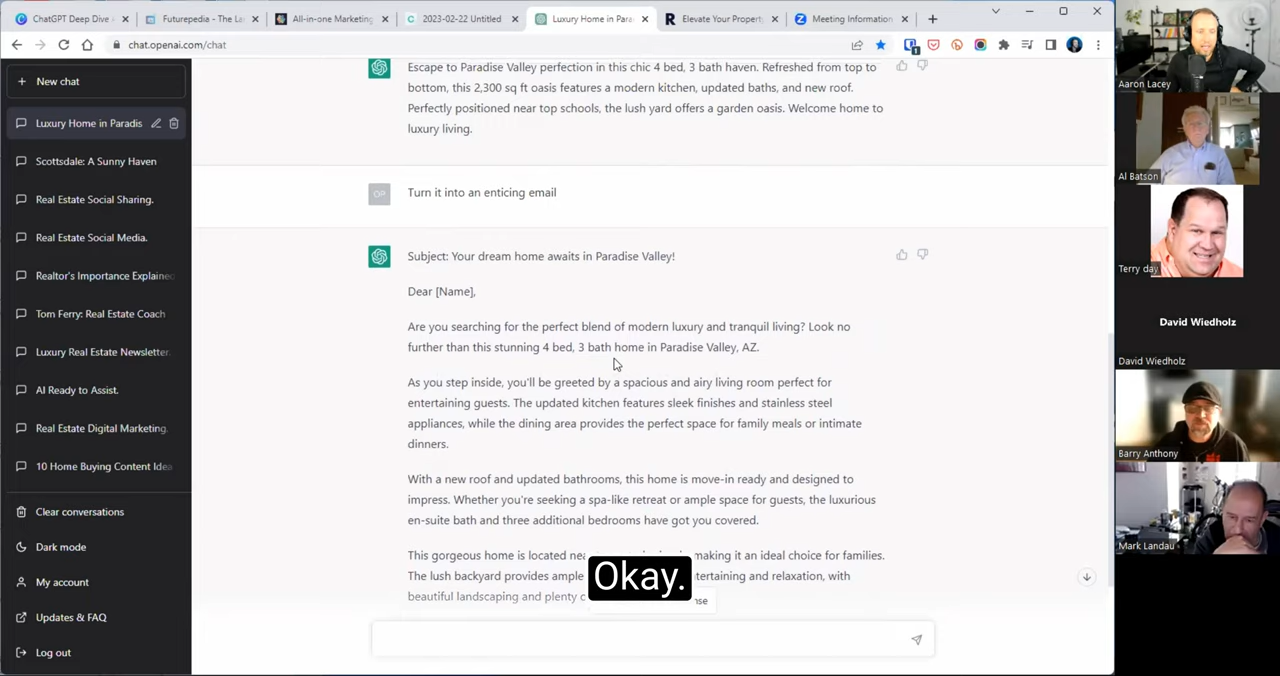 ChatGPT Deep Dive
Futurepedia - The La
All-in-one Marketing
2023-02-22 Untitled
Luxury Home in Para
Elevate Your Property
Meeting Information
chat.openai.com/chat
New chat
Luxury Home in Paradis
Scottsdale: A Sunny Haven
Real Estate Social Sharing.
Real Estate Social Media.
Realtor's Importance Explained
Tom Ferry: Real Estate Coach
Luxury Real Estate Newsletter.
AI Ready to Assist.
Real Estate Digital Marketing.
10 Home Buying Content Idea
Clear conversations
Dark mode
My account
Updates & FAQ
Log out
Escape to Paradise Valley perfection in this chic 4 bed, 3 bath haven. Refreshed from top to
bottom, this 2,300 sq ft oasis features a modern kitchen, updated baths, and new roof.
Perfectly positioned near top schools, the lush yard offers a garden oasis. Welcome home to
luxury living.
OP
Turn it into an enticing email
Subject: Your dream home awaits in Paradise Valley!
Dear [Name],
Are you searching for the perfect blend of modern luxury and tranquil living? Look no
further than this stunning 4 bed, 3 bath home in Paradise Valley, AZ.
As you step inside, you'll be greeted by a spacious and airy living room perfect for
entertaining guests. The updated kitchen features sleek finishes and stainless steel
appliances, while the dining area provides the perfect space for family meals or intimate
dinners.
With a new roof and updated bathrooms, this home is move-in ready and designed to
impress. Whether you're seeking a spa-like retreat or ample space for guests, the luxurious
en-suite bath and three additional bedrooms have got you covered.
This gorgeous home is located making it an ideal choice for families.
The lush backyard provides ample and relaxation, with
beautiful landscaping and plenty
Okay.
Aaron Lacey
Al Batson
Terry day
David Wiedholz
David Wiedholz
Barry Anthony
Mark Landau